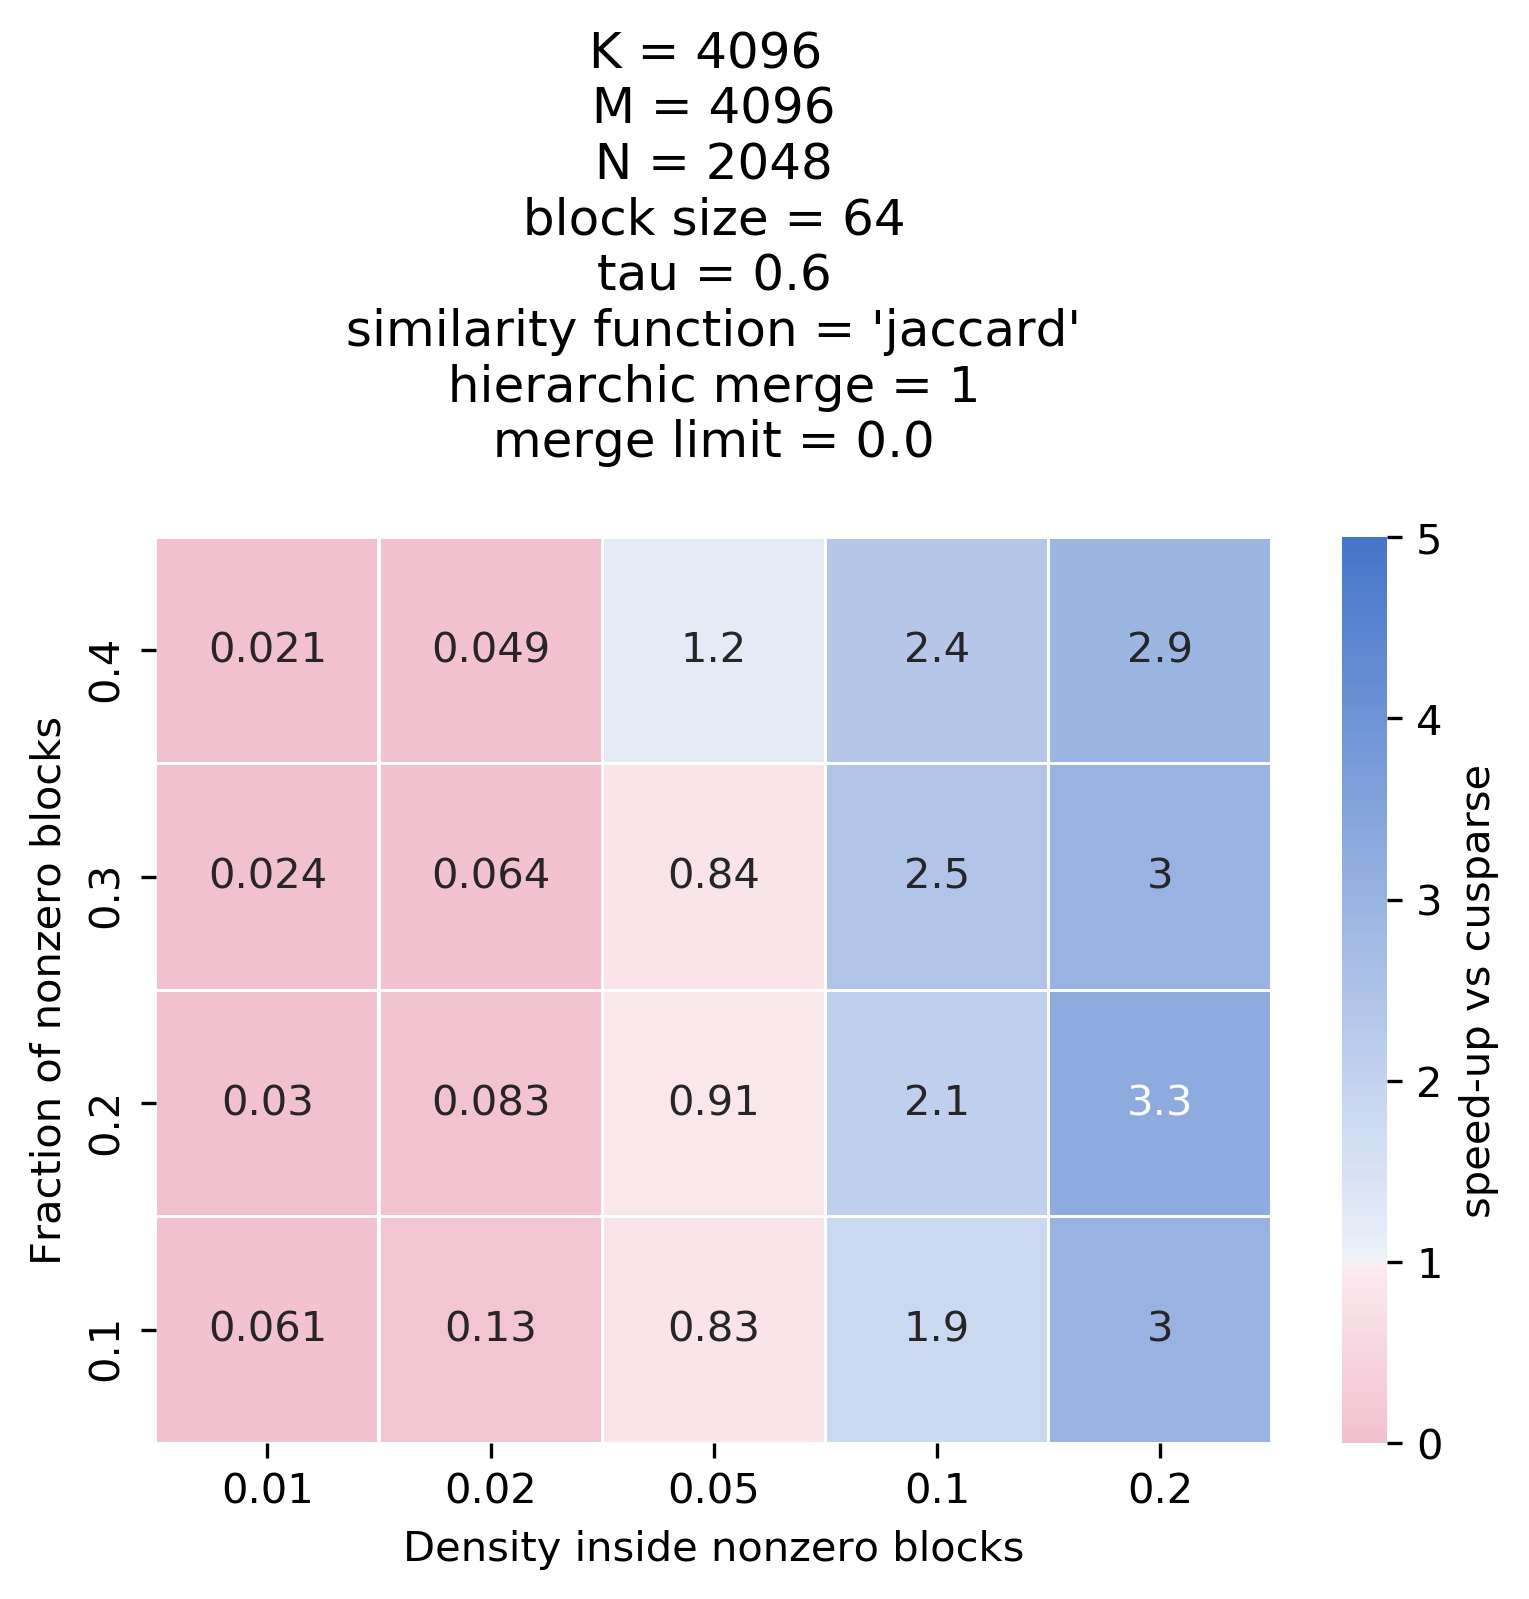 K = 4096
M = 4096
N = 2048
block size = 64
tau = 0.6
similarity function = 'jaccard'
hierarchic merge = 1
merge limit = 0.0
Fraction of nonzero blocks
0.4 0.021 0.049 1.2 2.4 2.9
0.3 0.024 0.064 0.84 2.5 3
0.2 0.03 0.083 0.91 2.1 3.3
0.1 0.061 0.13 0.83 1.9 3
0.01 0.02 0.05 0.1 0.2
Density inside nonzero blocks
5
4
3
2
1
0
speed-up vs cusparse